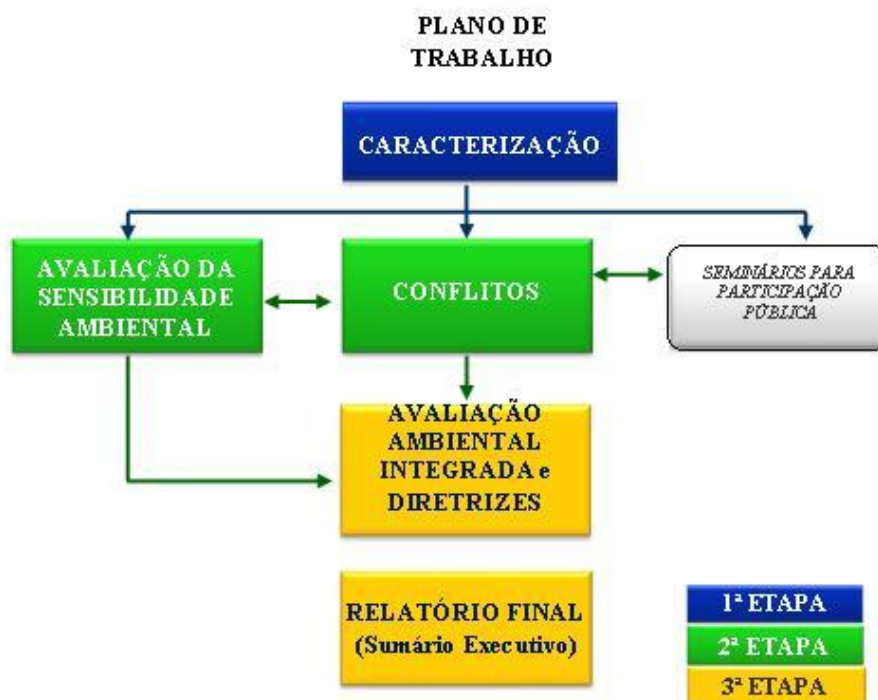 PLANO DE
TRABALHO
CARACTERIZAÇÃO
AVALIAÇÃO DA
SENSIBILIDADE
AMBIENTAL
CONFLITOS
SEMINÁRIOS PARA
PARTICIPAÇÃO
PÚBLICA
AVALIAÇÃO
AMBIENTAL
INTEGRADA e
DIRETRIZES
RELATÓRIO FINAL
(Sumário Executivo)
1ª ETAPA
2ª ETAPA
3ª ETAPA